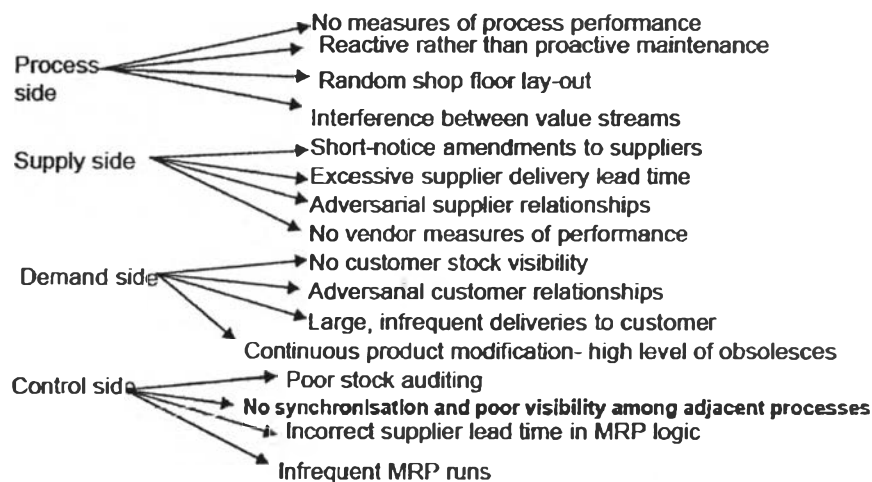 No measures of process performance
Reactive rather than proactive maintenance
Process
side
Random shop floor lay-out
Interference between value streams
Supply side
Short-notice amendments to suppliers
Excessive supplier delivery lead time
Adversarial supplier relationships
No vendor measures of performance
Demand side
No customer stock visibility
Adversarial customer relationships
Large, infrequent deliveries to customer
Continuous product modification- high level of obsolesces
Control side
Poor stock auditing
No synchronisation and poor visibility among adjacent processes
Incorrect supplier lead time in MRP logic
Infrequent MRP runs